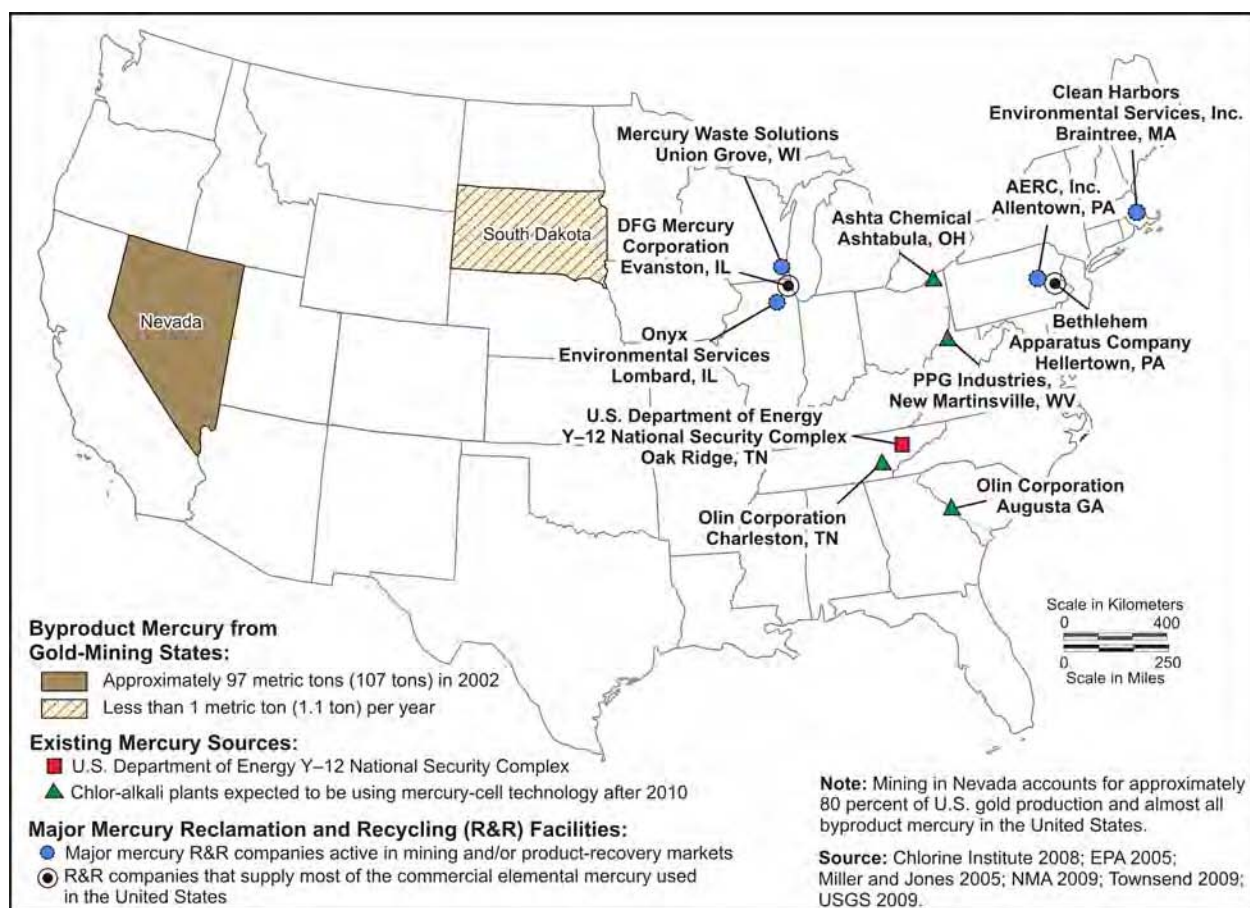 Clean Harbors
Environmental Services, Inc.
Braintree, MA
Mercury Waste Solutions
Union Grove, WI
AERC, Inc.
Allentown, PA
DFG Mercury
Corporation
Evanston, IL
Ashta Chemical
Ashtabula, OH
South Dakota
Nevada
Onyx
Environmental Services
Lombard, IL
Bethlehem
Apparatus Company
Hellertown, PA
PPG Industries,
New Martinsville, WV
U.S. Department of Energy
Y–12 National Security Complex
Oak Ridge, TN
Olin Corporation
Charleston, TN
Olin Corporation
Augusta GA
Scale in Kilometers
0 400
0 250
Scale in Miles
Byproduct Mercury from
Gold-Mining States:
Approximately 97 metric tons (107 tons) in 2002
Less than 1 metric ton (1.1 ton) per year
Existing Mercury Sources:
U.S. Department of Energy Y–12 National Security Complex
Chlor-alkali plants expected to be using mercury-cell technology after 2010
Major Mercury Reclamation and Recycling (R&R) Facilities:
Major mercury R&R companies active in mining and/or product-recovery markets
R&R companies that supply most of the commercial elemental mercury used
in the United States
Note: Mining in Nevada accounts for approximately
80 percent of U.S. gold production and almost all
byproduct mercury in the United States.
Source: Chlorine Institute 2008; EPA 2005;
Miller and Jones 2005; NMA 2009; Townsend 2009;
USGS 2009.